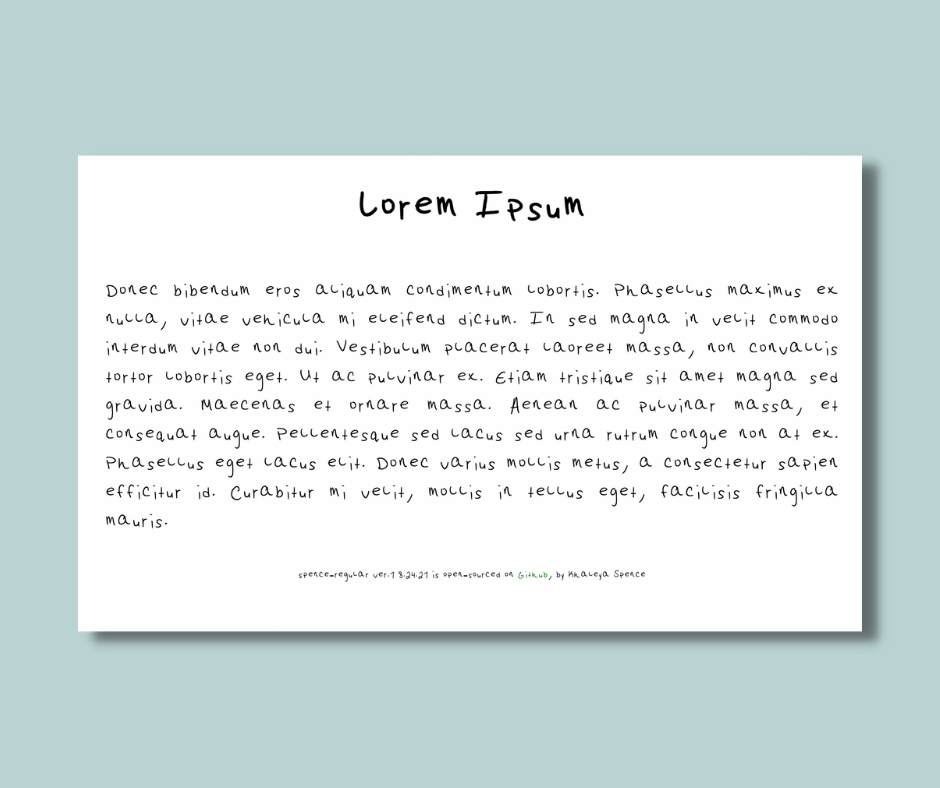 Lorem Ipsum
Donec bibendum eros aliquam condimentum lobortis. Phasellus maximus ex
nulla, vitae vehicula mi eleifend dictum. In sed magna in velit commodo
interdum vitae non dui. Vestibulum placerat laoreet massa, non convallis
tortor lobortis eget. Ut ac pulvinar ex. Etiam tristique sit amet magna sed
gravida. Maecenas et ornare massa. Aenean ac pulvinar massa, et
consequat augue. Pellentesque sed lacus sed urna rutrum congue non at ex.
Phasellus eget lacus elit. Donec varius mollis metus, a consectetur sapien
efficitur id. Curabitur mi velit, mollis in tellus eget, facilisis fringilla
mauris.
spence-regular ver.1 8.24.21 is open-sourced on Github, by Khaleya Spence